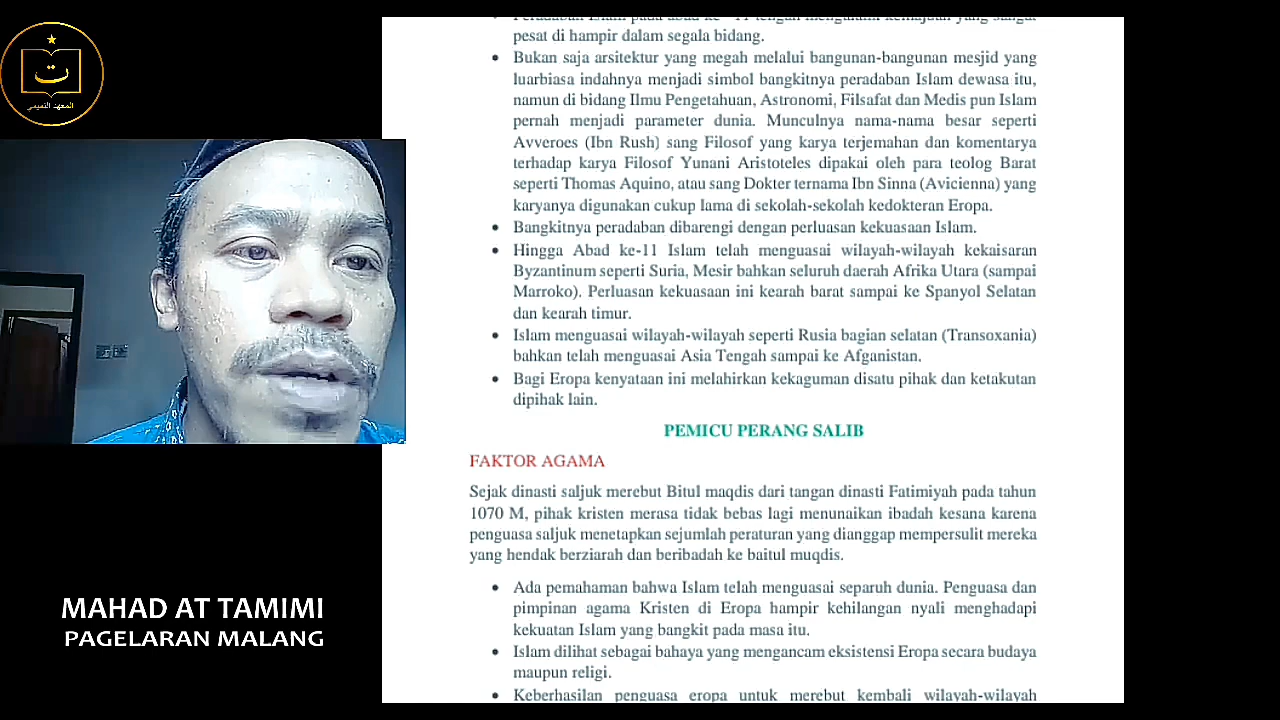 ت
المعهد التميمي
MAHAD AT TAMIMI
PAGELARAN MALANG
Peradaban Islam pada abad ke -11 tengah mengalami kemajuan yang sangat
pesat di hampir dalam segala bidang.
• Bukan saja arsitektur yang megah melalui bangunan-bangunan mesjid yang
luarbiasa indahnya menjadi simbol bangkitnya peradaban Islam dewasa itu,
namun di bidang Ilmu Pengetahuan, Astronomi, Filsafat dan Medis pun Islam
pernah menjadi parameter dunia. Munculnya nama-nama besar seperti
Avveroes (Ibn Rush) sang Filosof yang karya terjemahan dan komentarya
terhadap karya Filosof Yunani Aristoteles dipakai oleh para teolog Barat
seperti Thomas Aquino, atau sang Dokter ternama Ibn Sinna (Avicienna) yang
karyanya digunakan cukup lama di sekolah-sekolah kedokteran Eropa.
• Bangkitnya peradaban dibarengi dengan perluasan kekuasaan Islam.
• Hingga Abad ke-11 Islam telah menguasai wilayah-wilayah kekaisaran
Byzantinum seperti Suria, Mesir bahkan seluruh daerah Afrika Utara (sampai
Marroko). Perluasan kekuasaan ini kearah barat sampai ke Spanyol Selatan
dan kearah timur.
• Islam menguasai wilayah-wilayah seperti Rusia bagian selatan (Transoxania)
bahkan telah menguasai Asia Tengah sampai ke Afganistan.
• Bagi Eropa kenyataan ini melahirkan kekaguman disatu pihak dan ketakutan
dipihak lain.
PEMICU PERANG SALIB
FAKTOR AGAMA
Sejak dinasti saljuk merebut Bitul maqdis dari tangan dinasti Fatimiyah pada tahun
1070 M, pihak kristen merasa tidak bebas lagi menunaikan ibadah kesana karena
penguasa saljuk menetapkan sejumlah peraturan yang dianggap mempersulit mereka
yang hendak berziarah dan beribadah ke baitul muqdis.
• Ada pemahaman bahwa Islam telah menguasai separuh dunia. Penguasa dan
pimpinan agama Kristen di Eropa hampir kehilangan nyali menghadapi
kekuatan Islam yang bangkit pada masa itu.
• Islam dilihat sebagai bahaya yang mengancam eksistensi Eropa secara budaya
maupun religi.
• Keberhasilan penguasa eropa untuk merebut kembali wilayah-wilayah